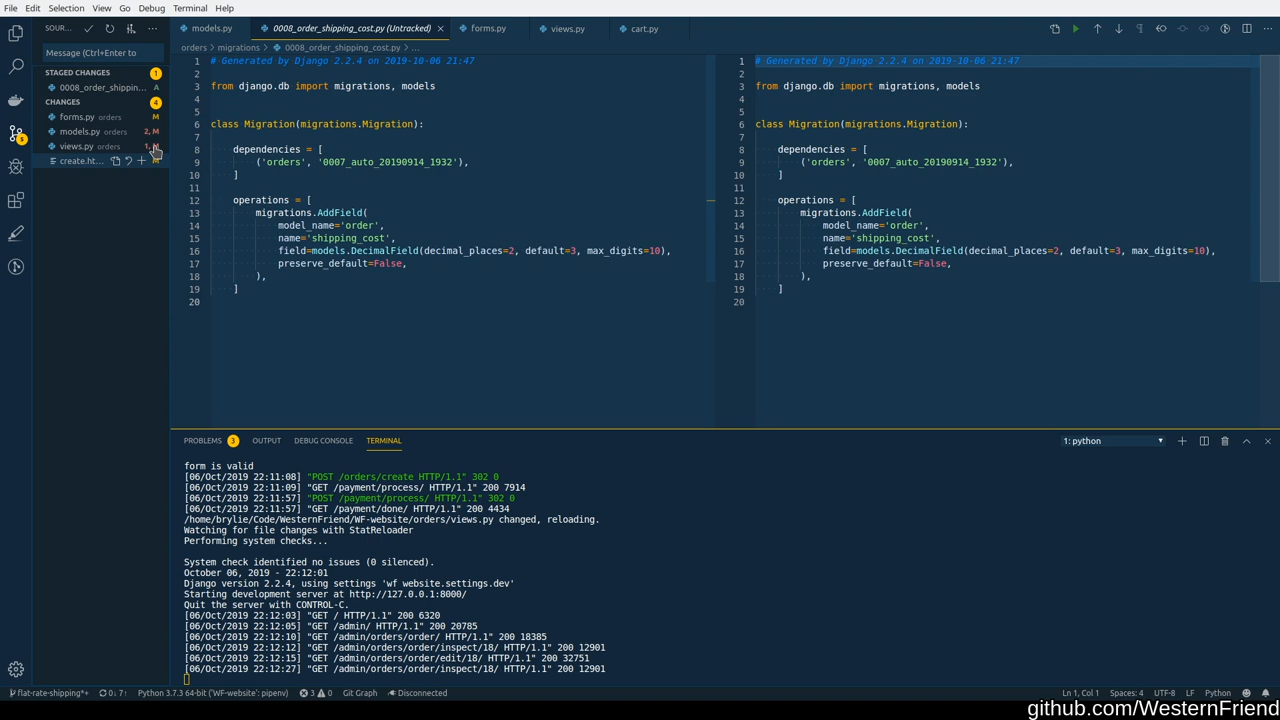 File Edit Selection View Go Debug Terminal Help
SOUR... ...
models.py 0008_order_shipping_cost.py (Untracked) × forms.py views.py cart.py
orders > migrations > 0008_order_shipping_cost.py > ...
Message (Ctrl+Enter to
STAGED CHANGES 1
0008_order_shippin... A
CHANGES 4
forms.py orders M
models.py orders 2, M
views.py orders 1, M
create.ht... M
5
1 # Generated by Django 2.2.4 on 2019-10-06 21:47
2
3 from django.db import migrations, models
4
5
6 class Migration(migrations.Migration):
7
8 dependencies = [
9 ('orders', '0007_auto_20190914_1932'),
10 ]
11
12 operations = [
13 migrations.AddField(
14 model_name='order',
15 name='shipping_cost',
16 field=models.DecimalField(decimal_places=2, default=3, max_digits=10),
17 preserve_default=False,
18 ),
19 ]
20
1 # Generated by Django 2.2.4 on 2019-10-06 21:47
2
3 from django.db import migrations, models
4
5
6 class Migration(migrations.Migration):
7
8 dependencies = [
9 ('orders', '0007_auto_20190914_1932'),
10 ]
11
12 operations = [
13 migrations.AddField(
14 model_name='order',
15 name='shipping_cost',
16 field=models.DecimalField(decimal_places=2, default=3, max_digits=10),
17 preserve_default=False,
18 ),
19 ]
20
PROBLEMS 3 OUTPUT DEBUG CONSOLE TERMINAL 1: python
form is valid
[06/Oct/2019 22:11:08] "POST /orders/create HTTP/1.1" 302 0
[06/Oct/2019 22:11:09] "GET /payment/process/ HTTP/1.1" 200 7914
[06/Oct/2019 22:11:57] "POST /payment/process/ HTTP/1.1" 302 0
[06/Oct/2019 22:11:57] "GET /payment/done/ HTTP/1.1" 200 4434
/home/brylie/Code/WesternFriend/WF-website/orders/views.py changed, reloading.
Watching for file changes with StatReloader
Performing system checks...
System check identified no issues (0 silenced).
October 06, 2019 - 22:12:01
Django version 2.2.4, using settings 'wf_website.settings.dev'
Starting development server at http://127.0.0.1:8000/
Quit the server with CONTROL-C.
[06/Oct/2019 22:12:03] "GET / HTTP/1.1" 200 6320
[06/Oct/2019 22:12:05] "GET /admin/ HTTP/1.1" 200 20785
[06/Oct/2019 22:12:10] "GET /admin/orders/order/ HTTP/1.1" 200 18385
[06/Oct/2019 22:12:12] "GET /admin/orders/order/inspect/18/ HTTP/1.1" 200 12901
[06/Oct/2019 22:12:15] "GET /admin/orders/order/edit/18/ HTTP/1.1" 200 32751
[06/Oct/2019 22:12:27] "GET /admin/orders/order/inspect/18/ HTTP/1.1" 200 12901
flat-rate-shipping*+ 0↓ 7↑ Python 3.7.3 64-bit ('WF-website': pipenv) 3 0 Git Graph Disconnected Ln 1, Col 1 Spaces: 4 UTF-8 LF Python
github.com/WesternFriend